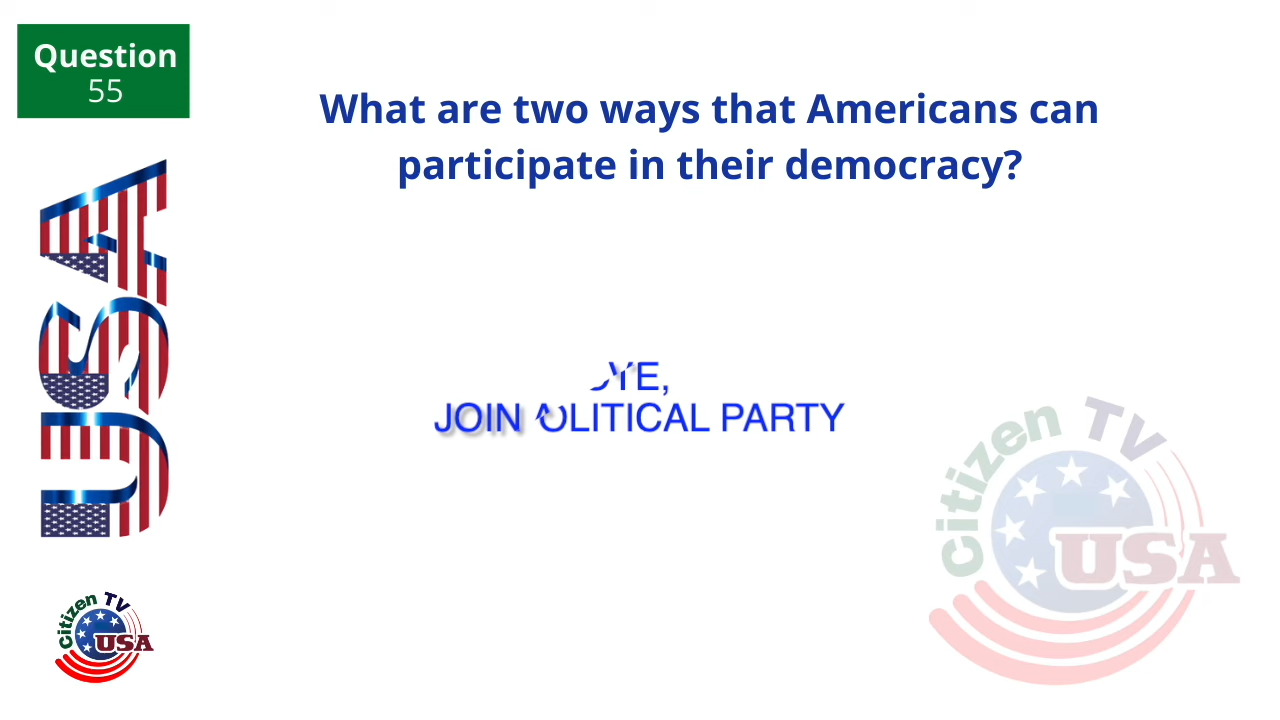 Question
55
What are two ways that Americans can
participate in their democracy?
USA
JOIN
PARTY
Citizen TV
USA
Citizen TV
USA